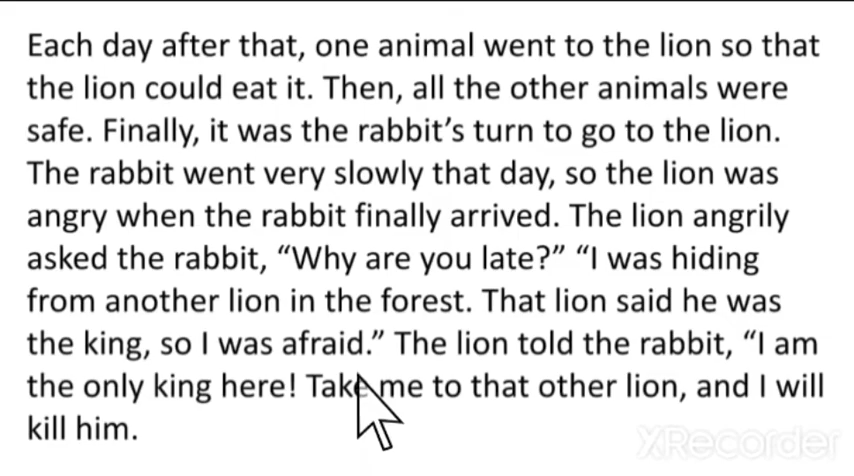 Each day after that, one animal went to the lion so that
the lion could eat it. Then, all the other animals were
safe. Finally, it was the rabbit’s turn to go to the lion.
The rabbit went very slowly that day, so the lion was
angry when the rabbit finally arrived. The lion angrily
asked the rabbit, “Why are you late?” “I was hiding
from another lion in the forest. That lion said he was
the king, so I was afraid.” The lion told the rabbit, “I am
the only king here! Take me to that other lion, and I will
kill him.
XRecorder